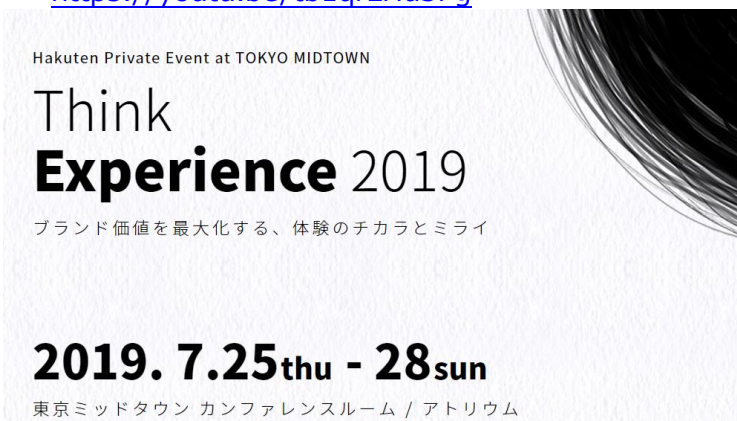 Hakuten Private Event at TOKYO MIDTOWN
Think
Experience 2019
ブランド価値を最大化する、体験のチカラとミライ
2019. 7.25thu - 28sun
東京ミッドタウン カンファレンスルーム / アトリウム